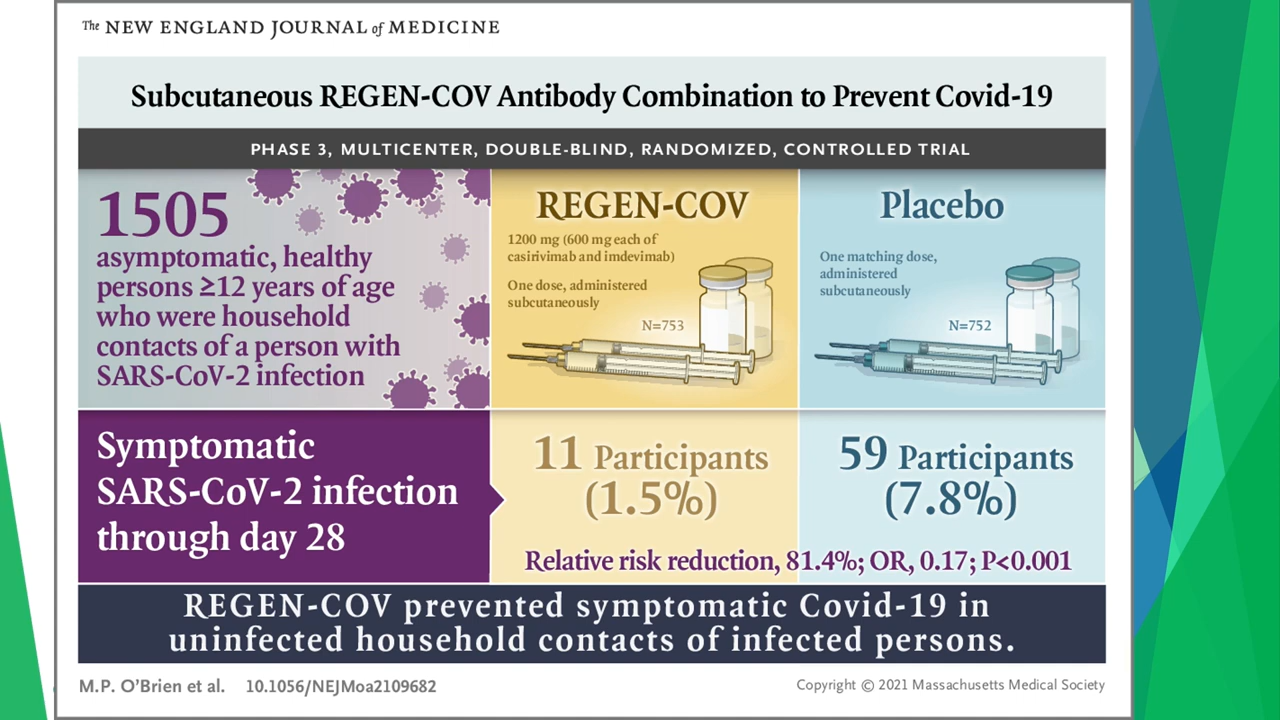 The NEW ENGLAND JOURNAL of MEDICINE
Subcutaneous REGEN-COV Antibody Combination to Prevent Covid-19
PHASE 3, MULTICENTER, DOUBLE-BLIND, RANDOMIZED, CONTROLLED TRIAL
1505
asymptomatic, healthy
persons ≥12 years of age
who were household
contacts of a person with
SARS-CoV-2 infection
REGEN-COV
1200 mg (600 mg each of
casirivimab and imdevimab)
One dose, administered
subcutaneously
N=753
Placebo
One matching dose,
administered
subcutaneously
N=752
Symptomatic
SARS-CoV-2 infection
through day 28
11 Participants
(1.5%)
59 Participants
(7.8%)
Relative risk reduction, 81.4%; OR, 0.17; P<0.001
REGEN-COV prevented symptomatic Covid-19 in
uninfected household contacts of infected persons.
M.P. O’Brien et al. 10.1056/NEJMoa2109682
Copyright © 2021 Massachusetts Medical Society